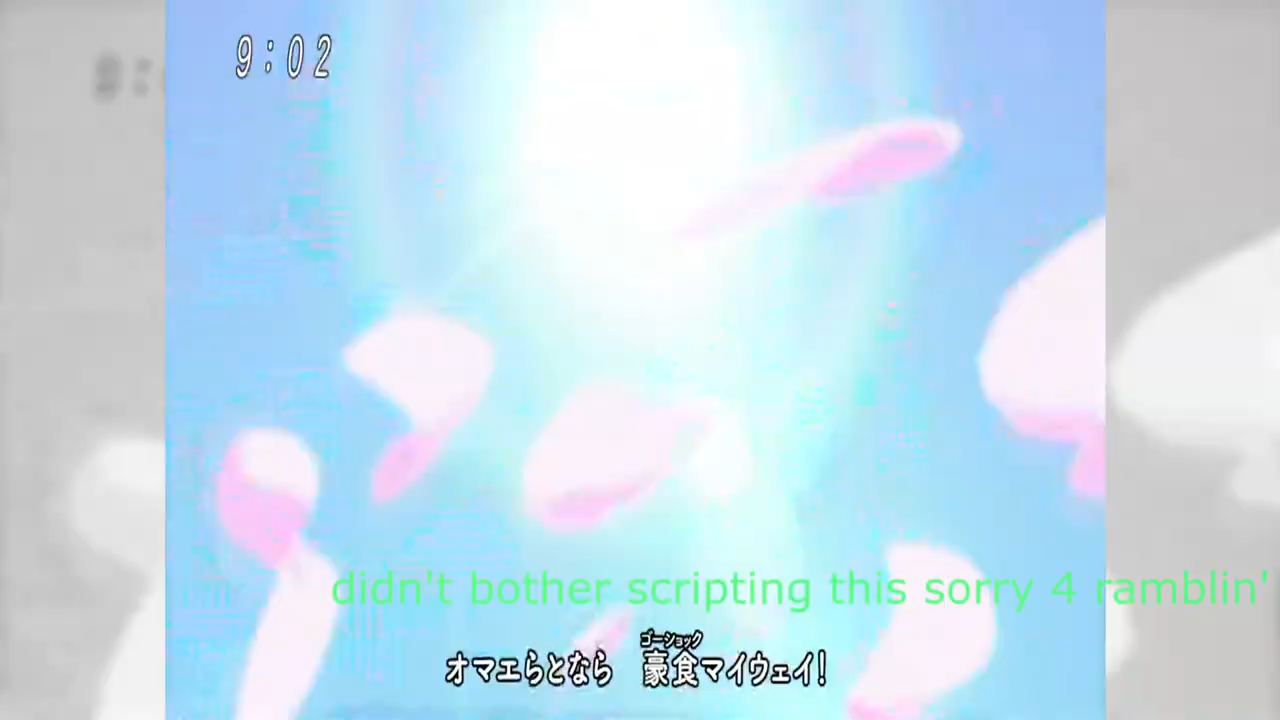 9:02
didn't bother scripting this sorry 4 ramblin'
ゴーショック
オマエらとなら 豪食マイウェイ!